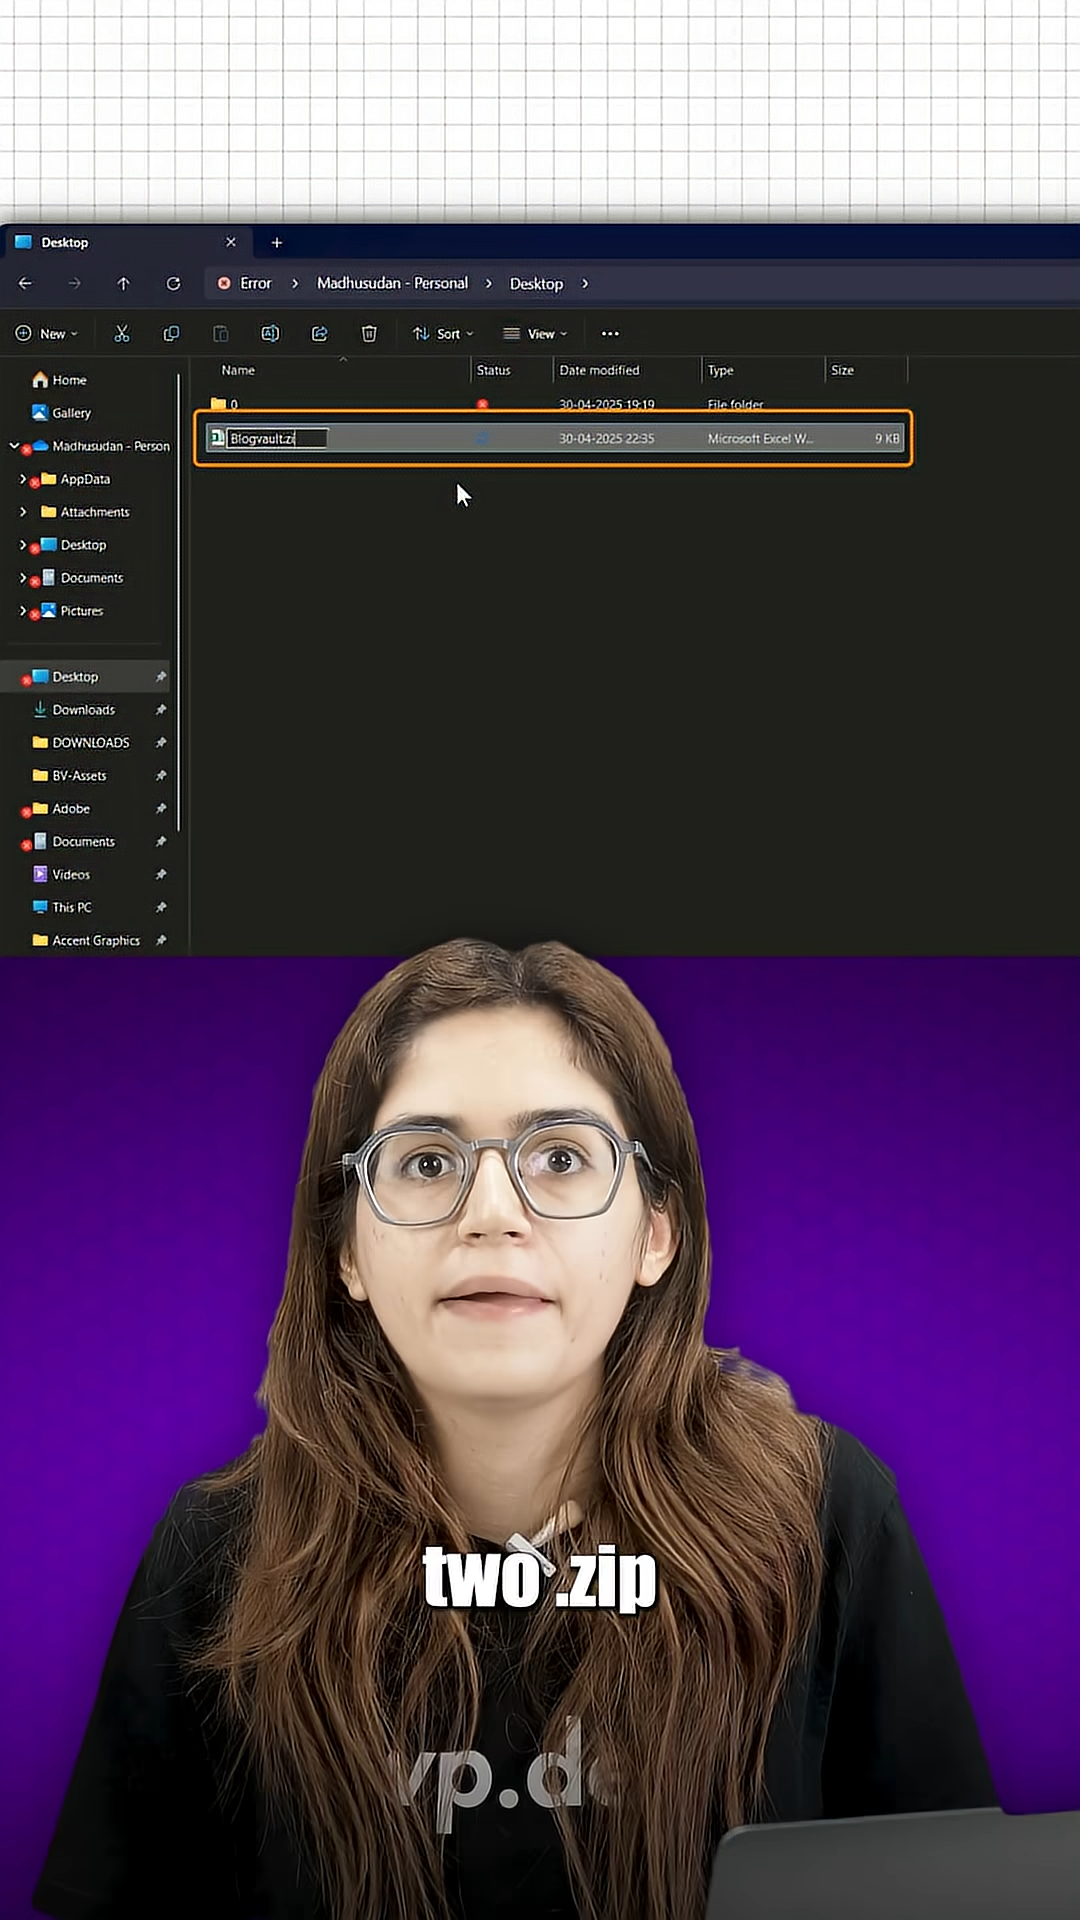 Desktop
Error > Madhusudan - Personal > Desktop >
New Sort View
Name Status Date modified Type Size
0 30-04-2025 19:19 File folder
Blogvault.zi 30-04-2025 22:35 Microsoft Excel W... 9 KB
Home
Gallery
Madhusudan - Person
AppData
Attachments
Desktop
Documents
Pictures
Desktop
Downloads
DOWNLOADS
BV-Assets
Adobe
Documents
Videos
This PC
Accent Graphics
two .zip
vp.de